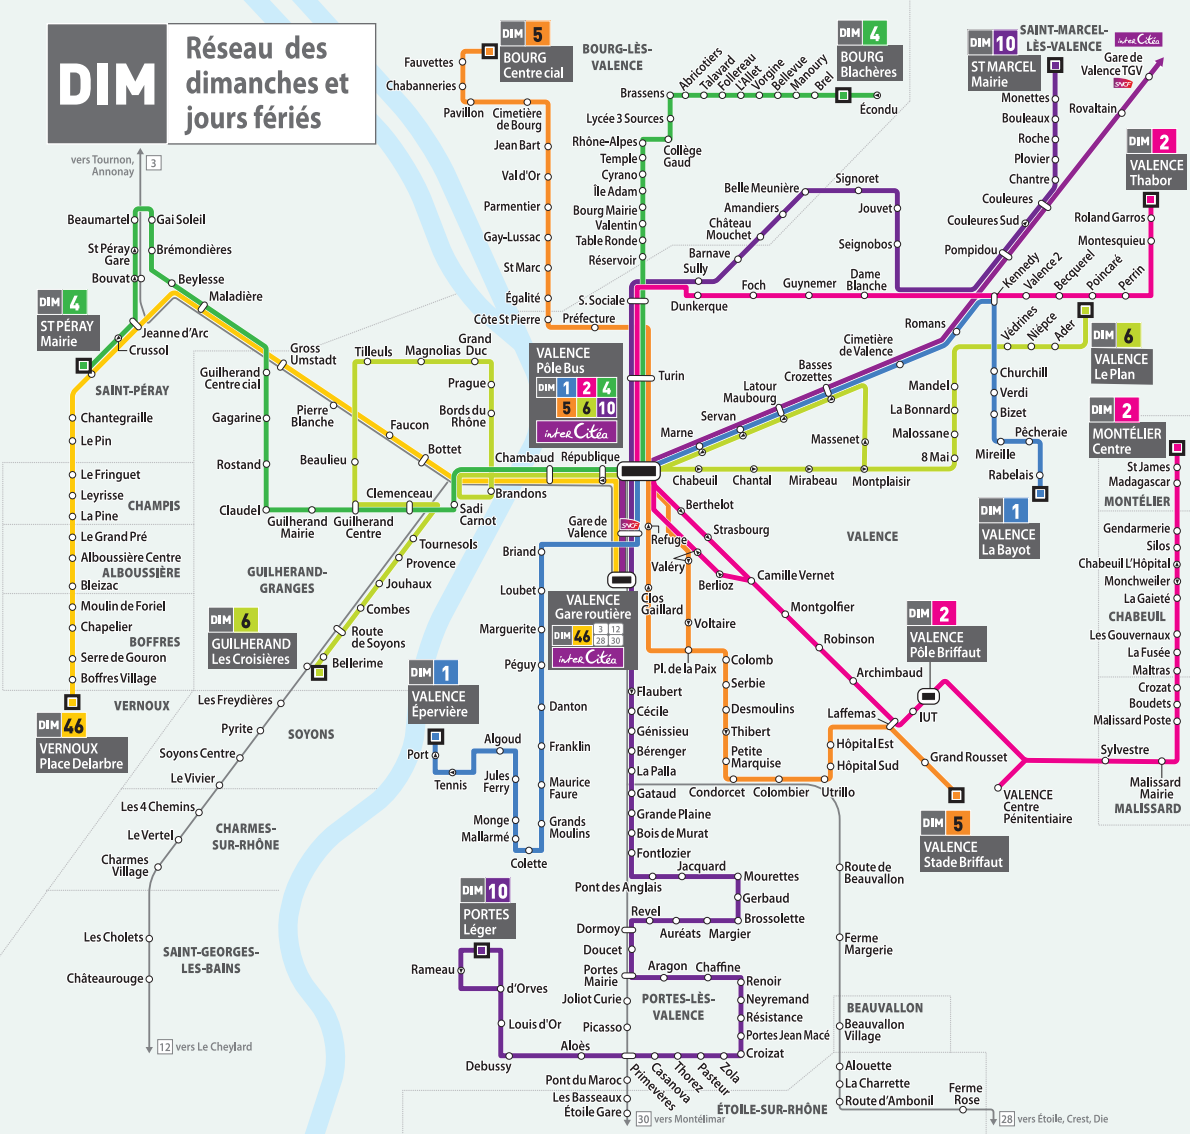 DIM
Réseau des
dimanches et
jours fériés
vers Tournon,
Annonay
3
DIM 5
BOURG
Centre cial
BOURG-LÈS-
VALENCE
DIM 4
BOURG
Blachères
DIM 10
ST MARCEL
Mairie
SAINT-MARCEL-
LÈS-VALENCE
inter Citéa
Gare de
Valence TGV
SNCF
Rovaltain
DIM 2
VALENCE
Thabor
Fauvettes
Chabanneries
Pavillon
Cimetière
de Bourg
Jean Bart
Val d'Or
Parmentier
Gay-Lussac
St Marc
Égalité
Côte St Pierre
Préfecture
Brassens
Abricotiers
Talavard
Follereau
L'Allet
Vorgine
Bellevue
Manoury
Brel
Écondu
Lycée 3 Sources
Rhône-Alpes
Collège
Gaud
Temple
Cyrano
Île Adam
Bourg Mairie
Valentin
Table Ronde
Réservoir
S. Sociale
Turin
Monettes
Bouleaux
Roche
Plovier
Chantre
Couleures
Couleures Sud
Pompidou
Signoret
Belle Meunière
Amandiers
Château
Mouchet
Barnave
Sully
Jouvet
Seignobos
Dunkerque
Foch
Guynemer
Dame
Blanche
Kennedy
Valence 2
Becquerel
Poincaré
Perrin
Roland Garros
Montesquieu
Beaumartel
Gai Soleil
St Péray
Gare
Brémondières
Bouvat
Beylesse
Maladière
DIM 4
ST PÉRAY
Mairie
Jeanne d'Arc
Crussol
SAINT-PÉRAY
Gross
Umstadt
Guilherand
Centre cial
Gagarine
Rostand
Claudel
Guilherand
Mairie
Guilherand
Centre
Pierre
Blanche
Faucon
Bottet
Beaulieu
Clemenceau
Tilleuls
Magnolias
Grand
Duc
Prague
Bords du
Rhône
Brandons
Sadi
Carnot
Chambaud
République
VALENCE
Pôle Bus
DIM 1 2 4
5 6 10
inter Citéa
Romans
Cimetière
de Valence
Basses
Crozettes
Latour
Maubourg
Servan
Marne
Massenet
Chabeuil
Chantal
Mirabeau
Montplaisir
Mandel
La Bonnard
Malossane
8 Mai
Védrines
Niépce
Ader
DIM 6
VALENCE
Le Plan
Churchill
Verdi
Bizet
Mireille
Pêcheraie
Rabelais
DIM 1
VALENCE
La Bayot
DIM 2
MONTÉLIER
Centre
St James
Madagascar
MONTÉLIER
Gendarmerie
Silos
Chabeuil L'Hôpital
Monchweiler
La Gaieté
CHABEUIL
Les Gouvernaux
La Fusée
Maltras
Crozat
Boudets
Malissard Poste
Sylvestre
Malissard
Mairie
MALISSARD
Chantegraille
Le Pin
Le Fringuet
Leyrisse
CHAMPIS
La Pine
Le Grand Pré
Alboussière Centre
ALBOUSSIÈRE
Bleizac
Moulin de Foriel
Chapelier
BOFFRES
Serre de Gouron
Boffres Village
VERNOUX
DIM 46
VERNOUX
Place Delarbre
GUILHERAND-
GRANGES
DIM 6
GUILHERAND
Les Croisières
Tournesols
Provence
Jouhaux
Combes
Route
de Soyons
Bellerime
Les Freydières
Pyrite
SOYONS
Soyons Centre
Le Vivier
Les 4 Chemins
Le Vertel
CHARMES-
SUR-RHÔNE
Charmes
Village
Les Cholets
SAINT-GEORGES-
LES-BAINS
Châteaurouge
12 vers Le Cheylard
Gare de
Valence
SNCF
VALENCE
Gare routière
DIM 46
3 12
28 30
inter Citéa
VALENCE
Berthelot
Strasbourg
Refuge
Valéry
Berlioz
Clos
Gaillard
Voltaire
Pl. de la Paix
Camille Vernet
Montgolfier
Robinson
Archimbaud
Laffemas
IUT
DIM 2
VALENCE
Pôle Briffaut
Grand Rousset
VALENCE
Centre
Pénitentiaire
DIM 5
VALENCE
Stade Briffaut
Colomb
Serbie
Desmoulins
Thibert
Petite
Marquise
Condorcet
Colombier
Utrillo
Hôpital Est
Hôpital Sud
Briand
Loubet
Marguerite
Péguy
Danton
Franklin
Maurice
Faure
Grands
Moulins
Colette
Mallarmé
Monge
Jules
Ferry
Algoud
Tennis
Port
DIM 1
VALENCE
Épervière
Flaubert
Cécile
Génissieu
Bérenger
La Palla
Gataud
Grande Plaine
Bois de Murat
Fontlozier
Jacquard
Pont des Anglais
Mourettes
Gerbaud
Brossolette
Revel
Auréats
Margier
Dormoy
Doucet
Portes
Mairie
Aragon
Chaffine
Renoir
Neyremand
Résistance
Portes Jean Macé
Croizat
PORTES-LÈS-
VALENCE
Joliot Curie
Picasso
Aloès
Debussy
Louis d'Or
d'Orves
Rameau
DIM 10
PORTES
Léger
Primevères
Casanova
Thorez
Pasteur
Zola
Pont du Maroc
Les Basseaux
Étoile Gare
30 vers Montélimar
ÉTOILE-SUR-RHÔNE
Route de
Beauvallon
Ferme
Margerie
BEAUVALLON
Beauvallon
Village
Alouette
La Charrette
Route d'Ambonil
Ferme
Rose
28 vers Étoile, Crest, Die